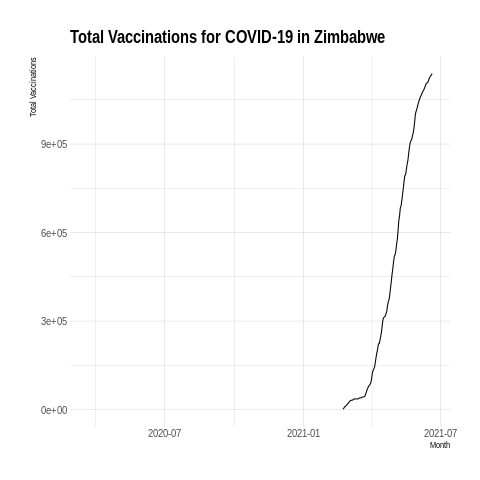 Total Vaccinations for COVID-19 in Zimbabwe
Total Vaccinations
9e+05
6e+05
3e+05
0e+00
2020-07 2021-01 2021-07
Month